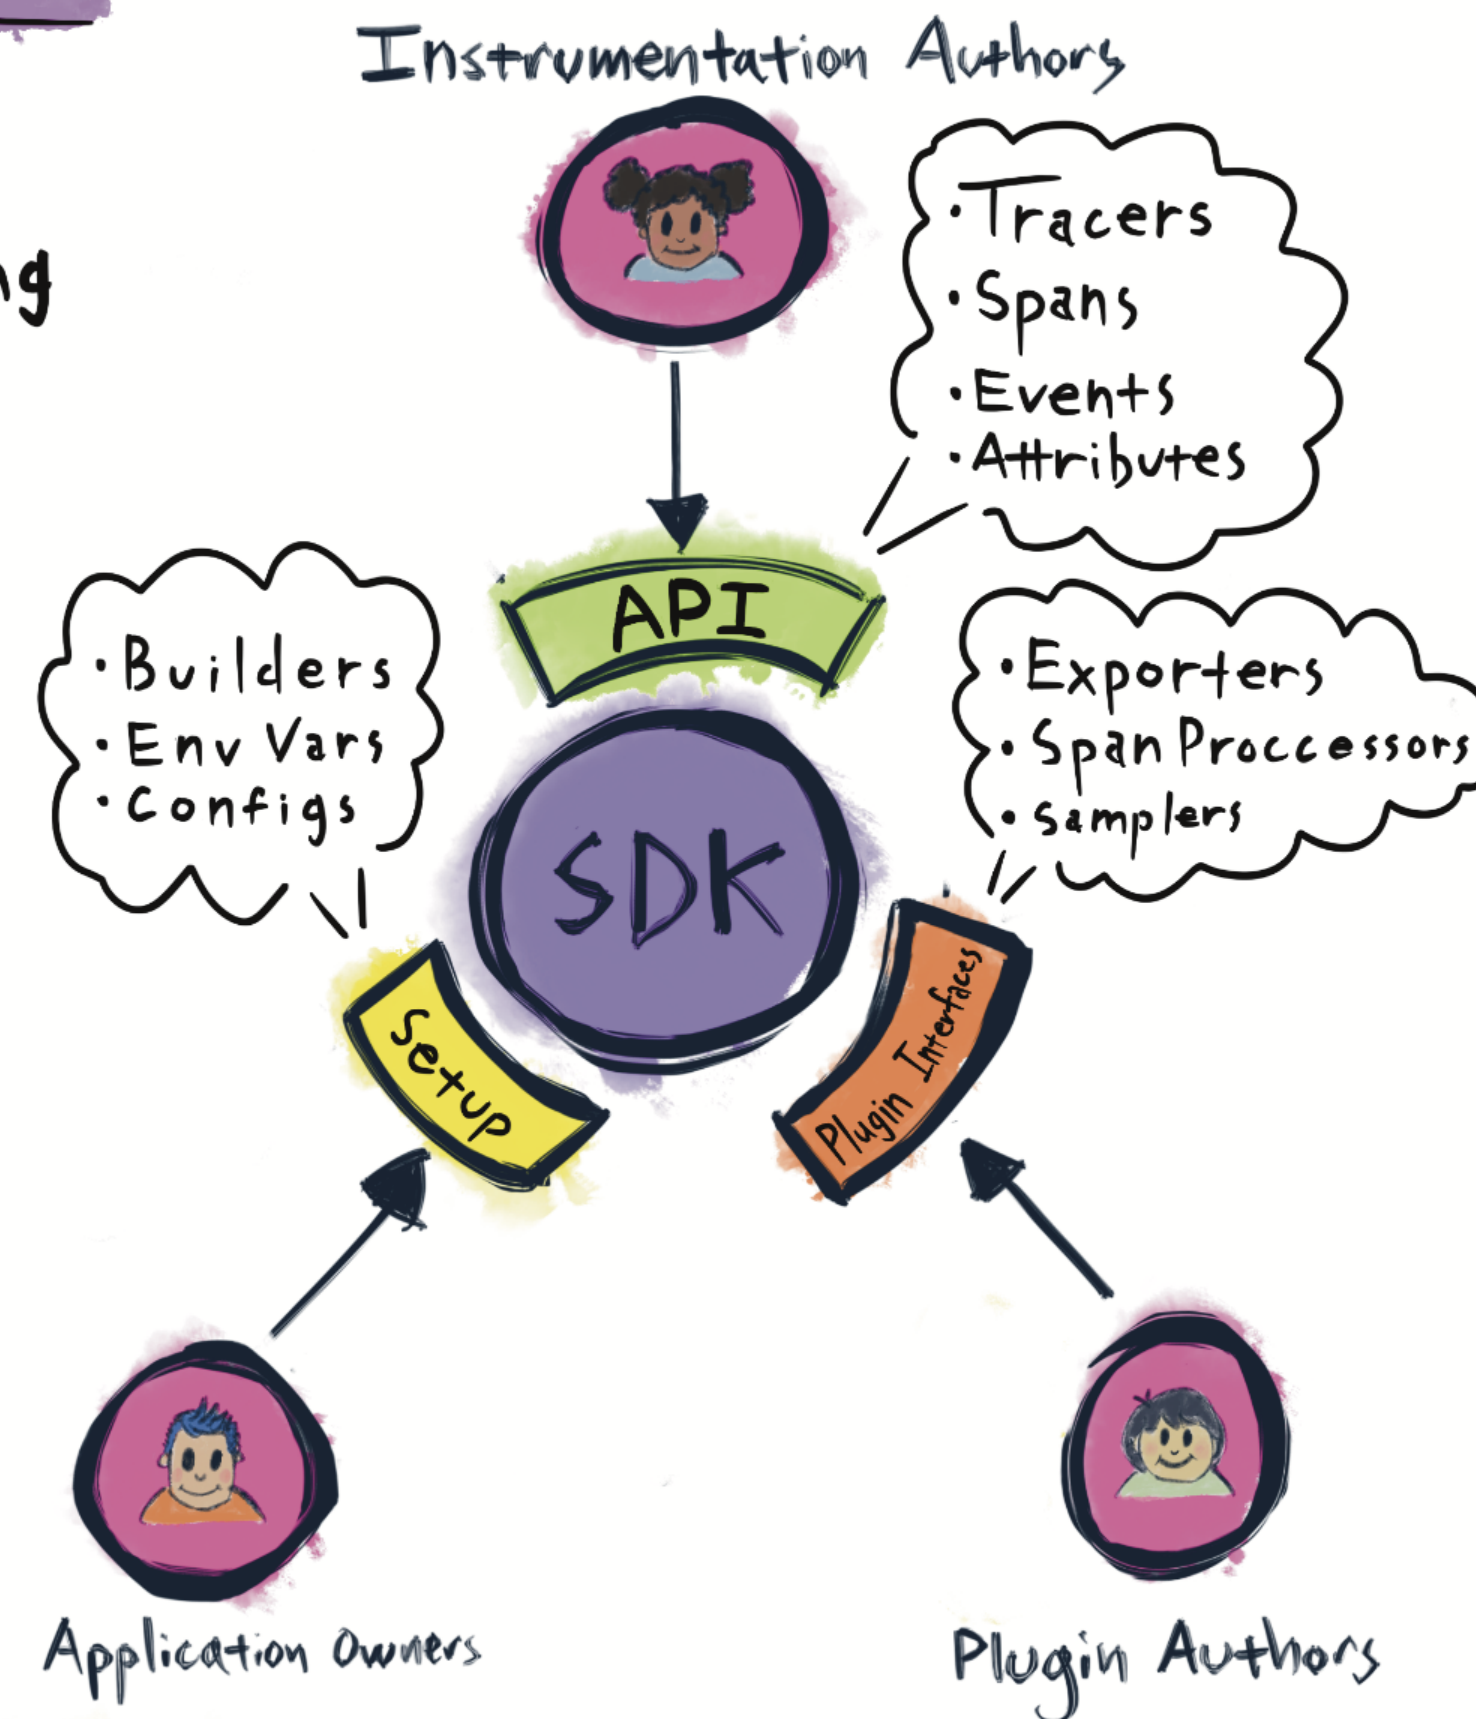 Instrumentation Authors
ng
• Tracers
• Spans
• Events
• Attributes
API
• Builders
• Env Vars
• Configs
• Exporters
• Span Proccessors
• Samplers
SDK
Setup
Plugin Interfaces
Application Owners
Plugin Authors